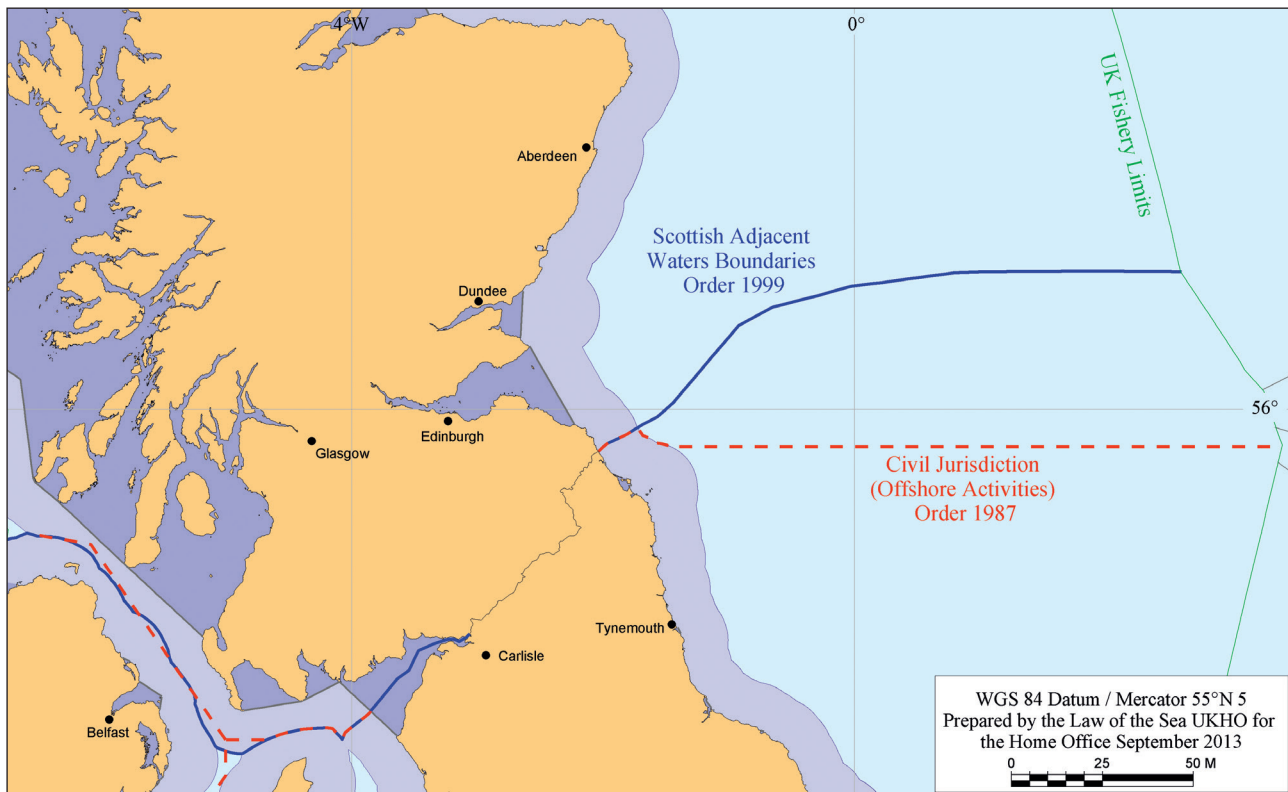 4°W
0°
UK Fishery Limits
Aberdeen
Scottish Adjacent
Waters Boundaries
Order 1999
Dundee
56°
Edinburgh
Glasgow
Civil Jurisdiction
(Offshore Activities)
Order 1987
Tynemouth
Carlisle
Belfast
WGS 84 Datum / Mercator 55°N 5
Prepared by the Law of the Sea UKHO for
the Home Office September 2013
0 25 50 M